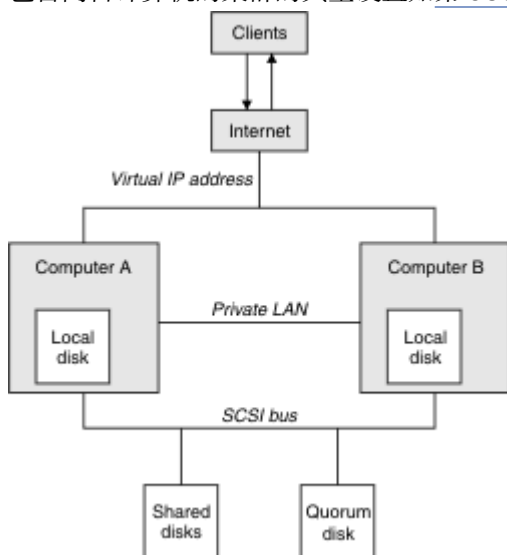 Clients
Internet
Virtual IP address
Computer A
Computer B
Private LAN
Local
disk
Local
disk
SCSI bus
Shared
disks
Quorum
disk